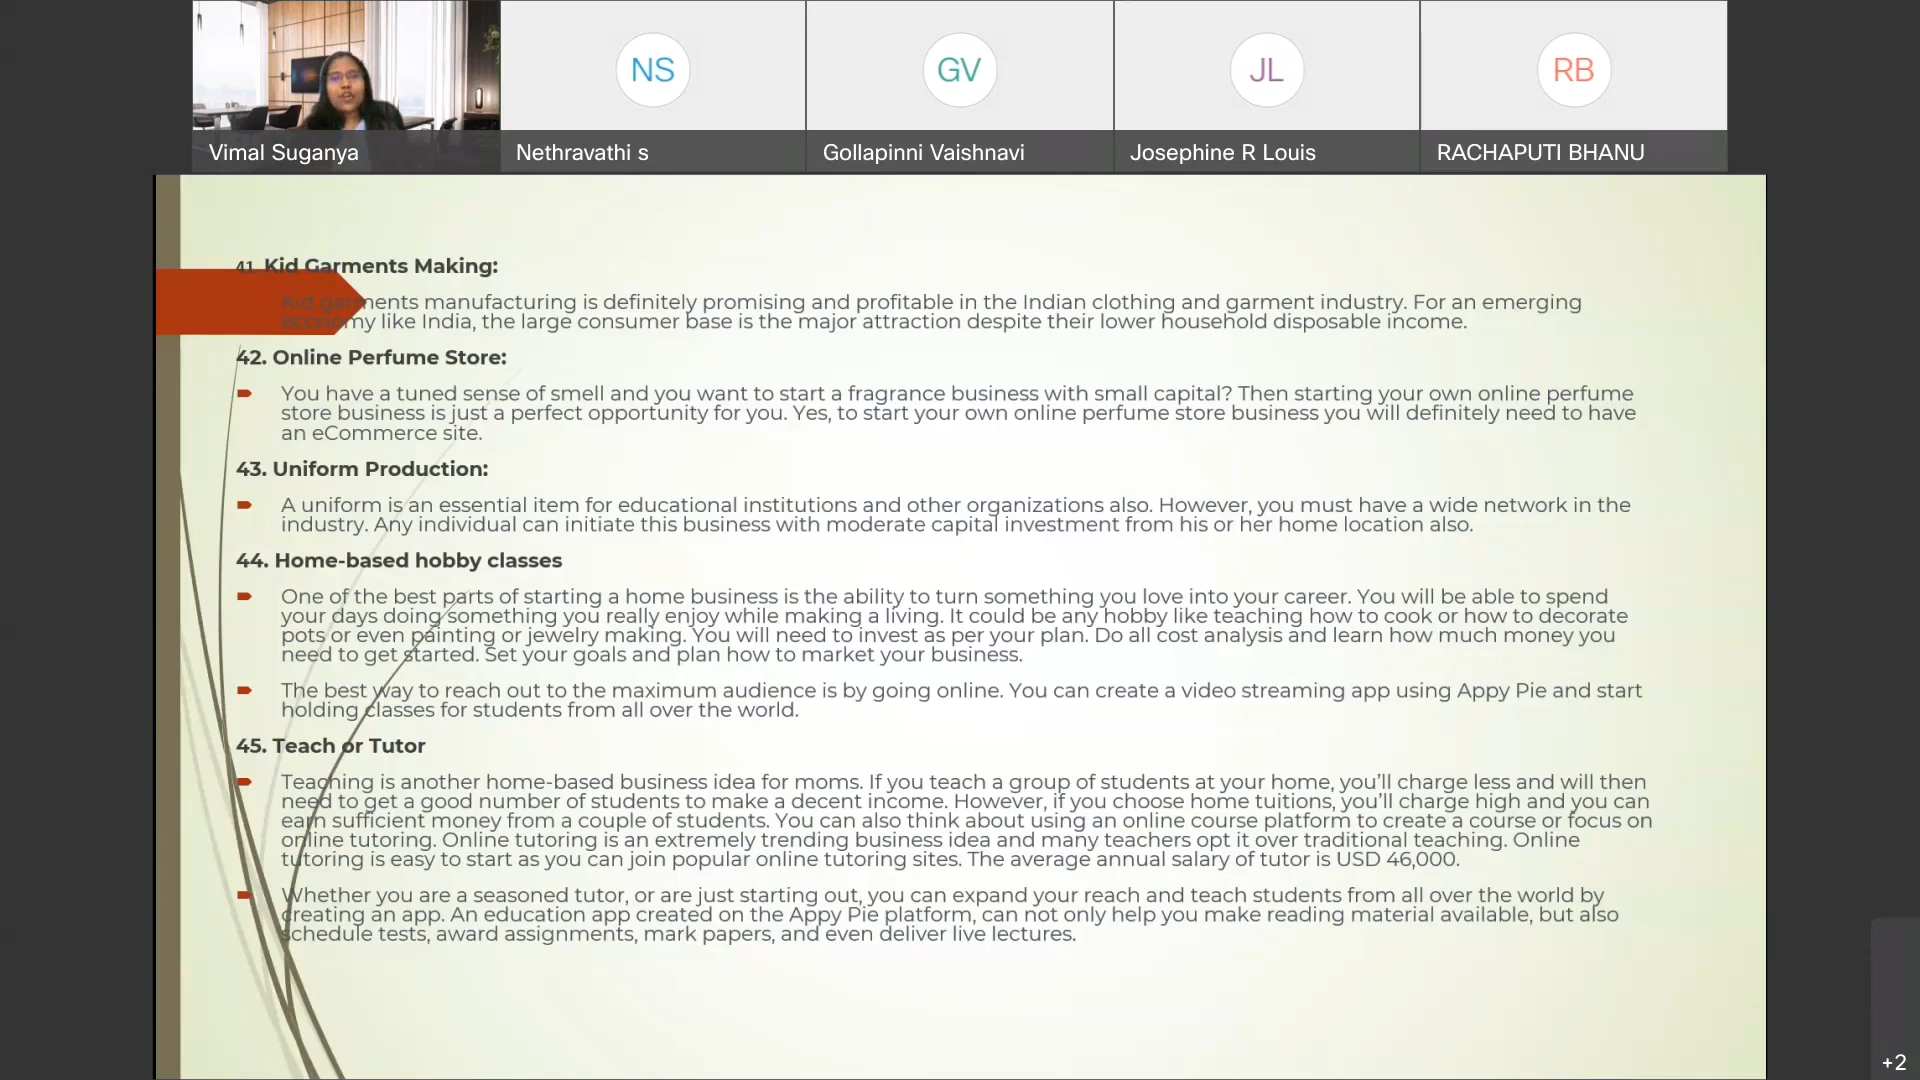 NS
GV
JL
RB
Vimal Suganya
Nethravathi s
Gollapinni Vaishnavi
Josephine R Louis
RACHAPUTI BHANU
41. Kid Garments Making:
Kid garments manufacturing is definitely promising and profitable in the Indian clothing and garment industry. For an emerging
economy like India, the large consumer base is the major attraction despite their lower household disposable income.
42. Online Perfume Store:
You have a tuned sense of smell and you want to start a fragrance business with small capital? Then starting your own online perfume
store business is just a perfect opportunity for you. Yes, to start your own online perfume store business you will definitely need to have
an eCommerce site.
43. Uniform Production:
A uniform is an essential item for educational institutions and other organizations also. However, you must have a wide network in the
industry. Any individual can initiate this business with moderate capital investment from his or her home location also.
44. Home-based hobby classes
One of the best parts of starting a home business is the ability to turn something you love into your career. You will be able to spend
your days doing something you really enjoy while making a living. It could be any hobby like teaching how to cook or how to decorate
pots or even painting or jewelry making. You will need to invest as per your plan. Do all cost analysis and learn how much money you
need to get started. Set your goals and plan how to market your business.
The best way to reach out to the maximum audience is by going online. You can create a video streaming app using Appy Pie and start
holding classes for students from all over the world.
45. Teach or Tutor
Teaching is another home-based business idea for moms. If you teach a group of students at your home, you’ll charge less and will then
need to get a good number of students to make a decent income. However, if you choose home tuitions, you’ll charge high and you can
earn sufficient money from a couple of students. You can also think about using an online course platform to create a course or focus on
online tutoring. Online tutoring is an extremely trending business idea and many teachers opt it over traditional teaching. Online
tutoring is easy to start as you can join popular online tutoring sites. The average annual salary of tutor is USD 46,000.
Whether you are a seasoned tutor, or are just starting out, you can expand your reach and teach students from all over the world by
creating an app. An education app created on the Appy Pie platform, can not only help you make reading material available, but also
schedule tests, award assignments, mark papers, and even deliver live lectures.
+2